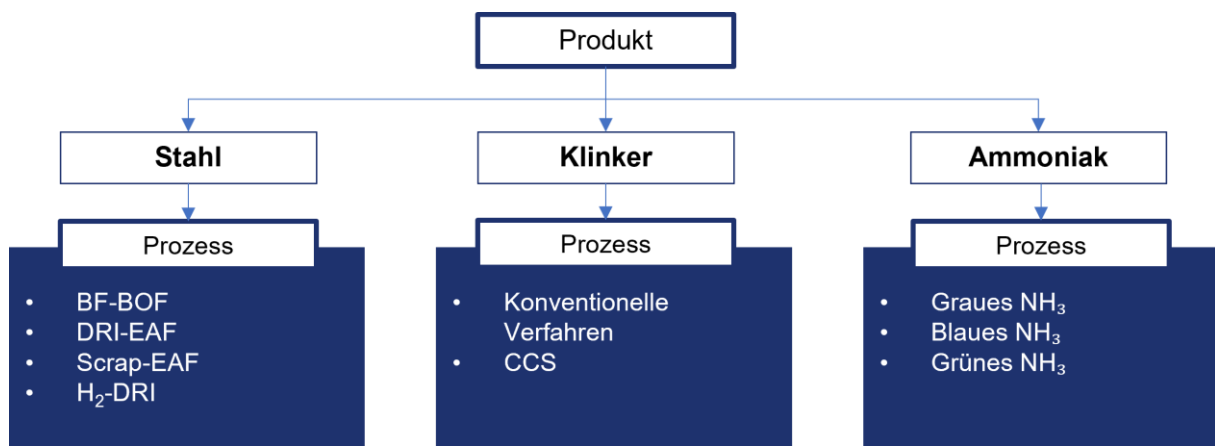 Produkt
Stahl
Klinker
Ammoniak
Prozess
• BF-BOF
• DRI-EAF
• Scrap-EAF
• H₂-DRI
Prozess
• Konventionelle
Verfahren
• CCS
Prozess
• Graues NH₃
• Blaues NH₃
• Grünes NH₃